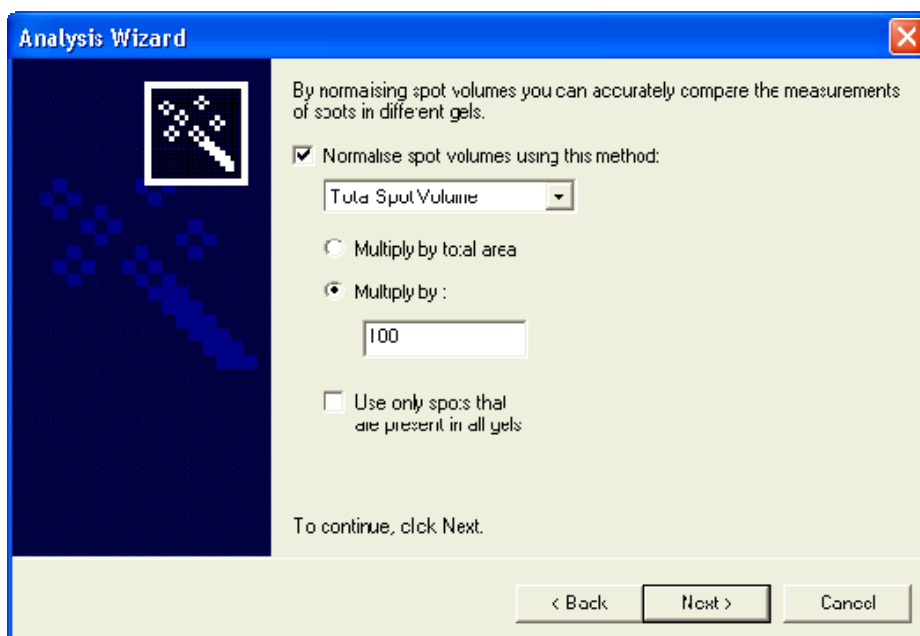 Analysis Wizard
By normaising spot volumes you can accurately compare the measurements
of spots in different gels.
Normalise spot volumes using this method:
Total Spot Volume
Multiply by total area
Multiply by :
100
Use only spots that
are present in all gels
To continue, click Next.
< Back
Next >
Cancel